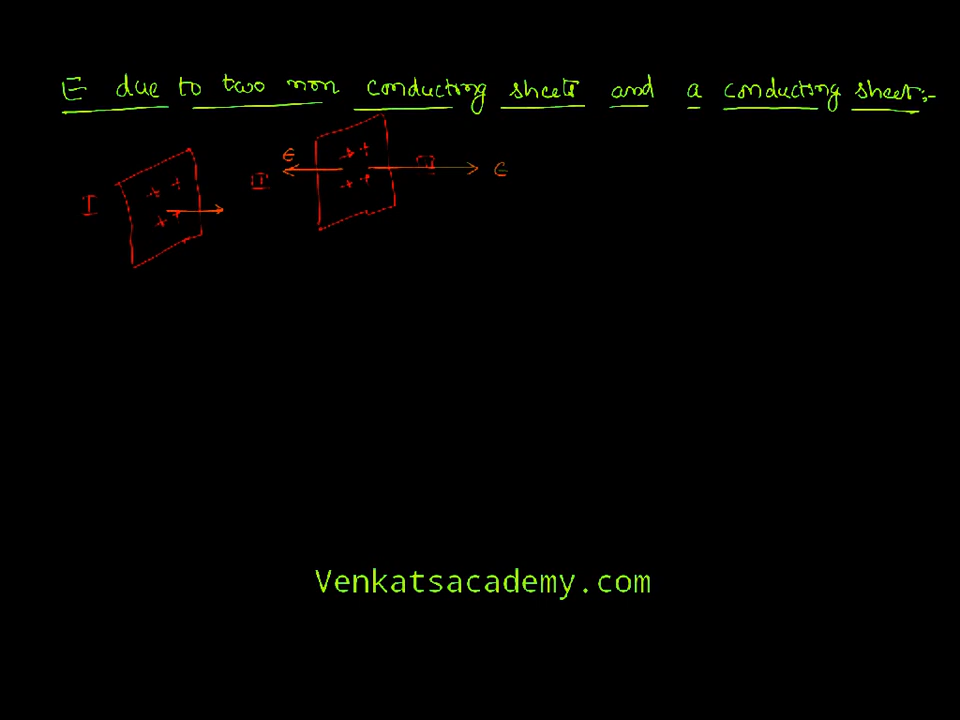 E due to two non conducting sheets and a conducting sheet:-
E
I
II
III
E
+ +
+ +
+ +
+ +
Venkatsacademy.com